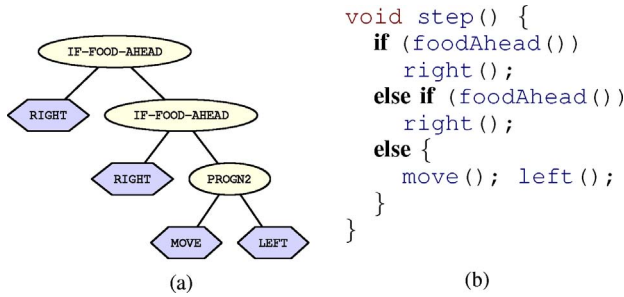 IF-FOOD-AHEAD
RIGHT
IF-FOOD-AHEAD
RIGHT
PROGN2
MOVE
LEFT
(a)
void step() {
if (foodAhead())
right();
else if (foodAhead())
right();
else {
move(); left();
}
}
(b)